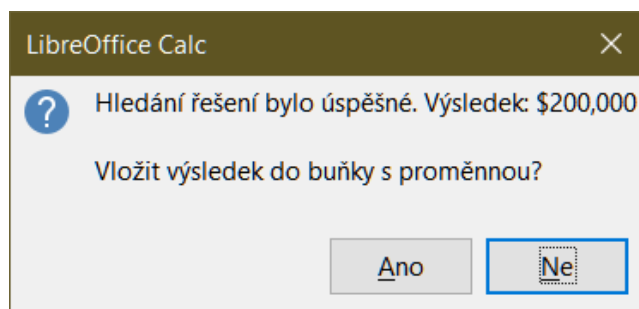 LibreOffice Calc
Hledání řešení bylo úspěšné. Výsledek: $200,000
Vložit výsledek do buňky s proměnnou?
Ano
Ne